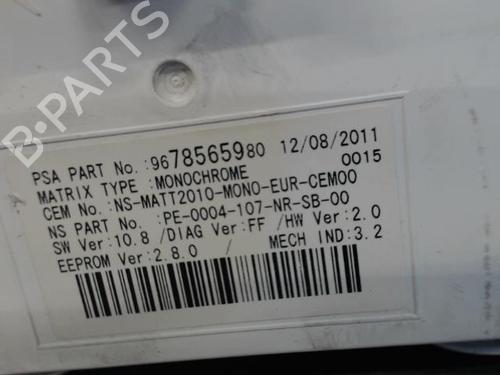 B-PARTS
PSA PART No.:9678565980 12/08/2011
MATRIX TYPE :MONOCHROME 0015
CEM No.:NS-MATT2010-MONO-EUR-CEM00
NS PART No.:PE-0004-107-NR-SB-00
SW Ver:10.8 /DIAG Ver:FF /HW Ver:2.0
EEPROM Ver:2.8.0 / MECH IND:3.2